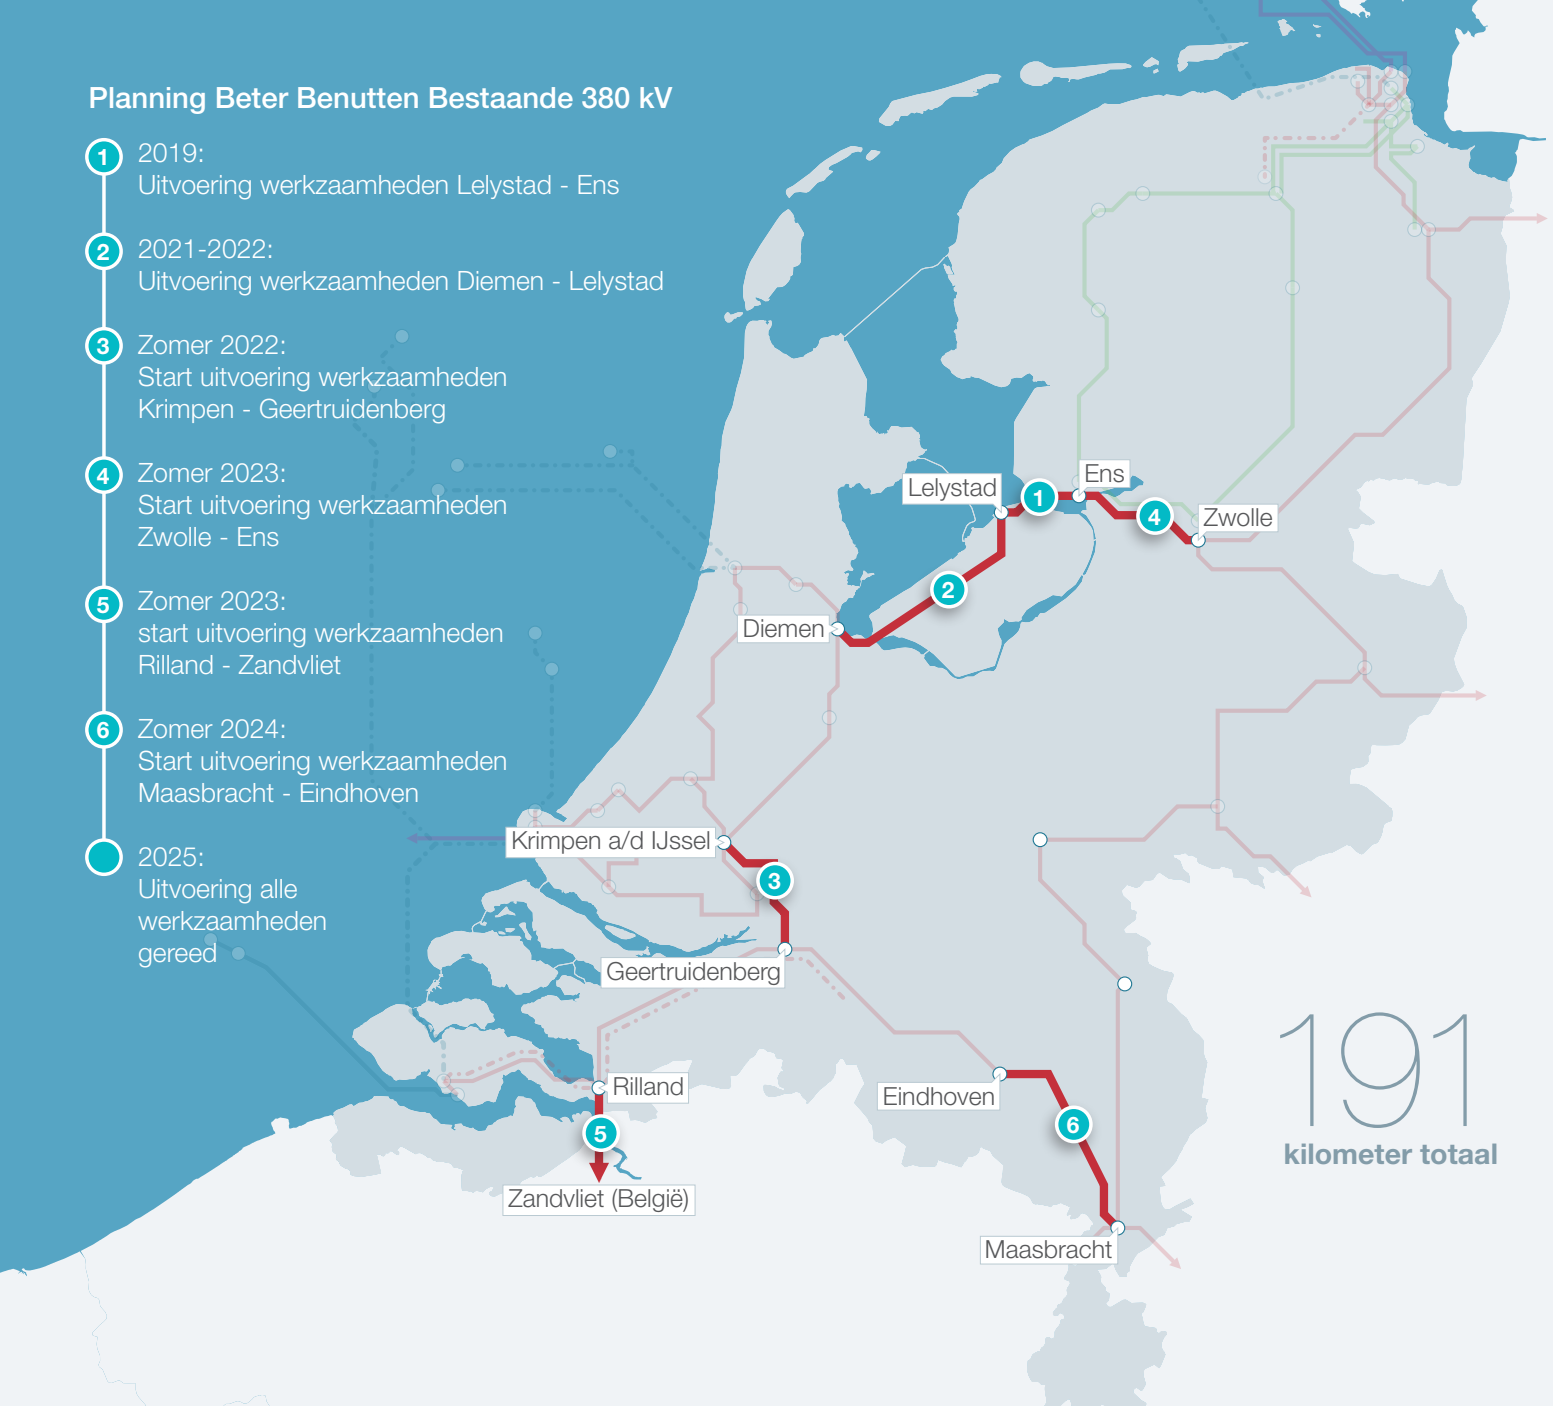 Planning Beter Benutten Bestaande 380 kV
1
2019:
Uitvoering werkzaamheden Lelystad - Ens
2
2021-2022:
Uitvoering werkzaamheden Diemen - Lelystad
3
Zomer 2022:
Start uitvoering werkzaamheden
Krimpen - Geertruidenberg
4
Zomer 2023:
Start uitvoering werkzaamheden
Zwolle - Ens
5
Zomer 2023:
start uitvoering werkzaamheden
Rilland - Zandvliet
6
Zomer 2024:
Start uitvoering werkzaamheden
Maasbracht - Eindhoven
2025:
Uitvoering alle
werkzaamheden
gereed
Ens
Lelystad
1
4
Zwolle
2
Diemen
Krimpen a/d IJssel
3
Geertruidenberg
Rilland
5
Zandvliet (België)
Eindhoven
6
Maasbracht
191
kilometer totaal